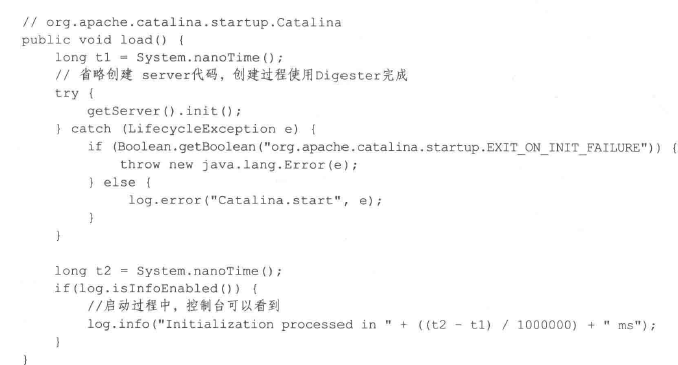 // org.apache.catalina.startup.Catalina
public void load() {
    long t1 = System.nanoTime();
    // 省略创建 server代码，创建过程使用Digester完成
    try {
        getServer().init();
    } catch (LifecycleException e) {
        if (Boolean.getBoolean("org.apache.catalina.startup.EXIT_ON_INIT_FAILURE")) {
            throw new java.lang.Error(e);
        } else {
            log.error("Catalina.start", e);
        }
    }

    long t2 = System.nanoTime();
    if(log.isInfoEnabled()) {
        //启动过程中，控制台可以看到
        log.info("Initialization processed in " + ((t2 - t1) / 1000000) + " ms");
    }
}